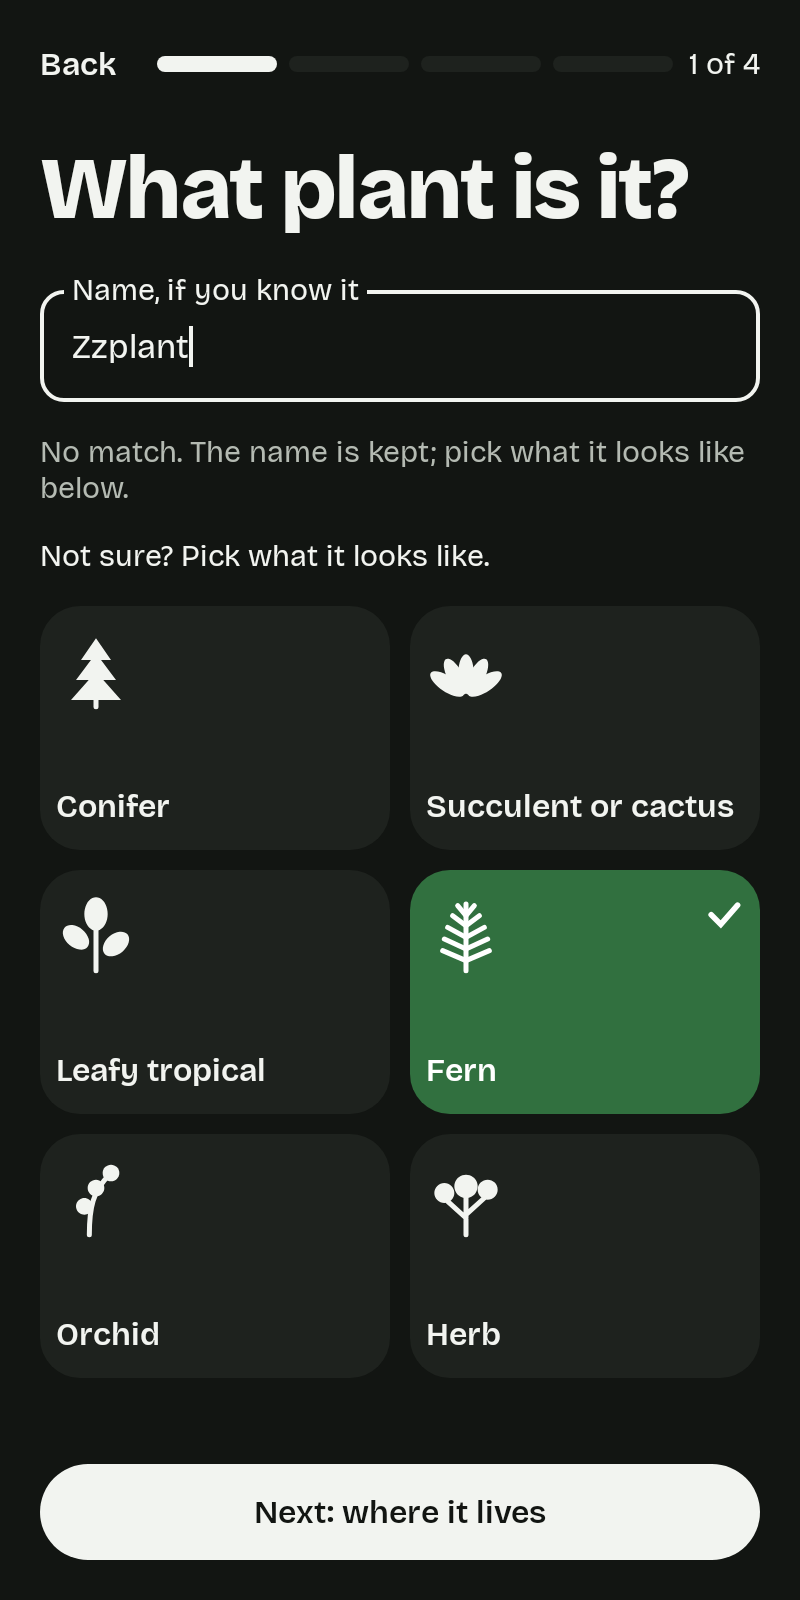 Back
1 of 4
What plant is it?
Name, if you know it
Zzplant
No match. The name is kept; pick what it looks like
below.
Not sure? Pick what it looks like.
Conifer
Succulent or cactus
Leafy tropical
Fern
Orchid
Herb
Next: where it lives